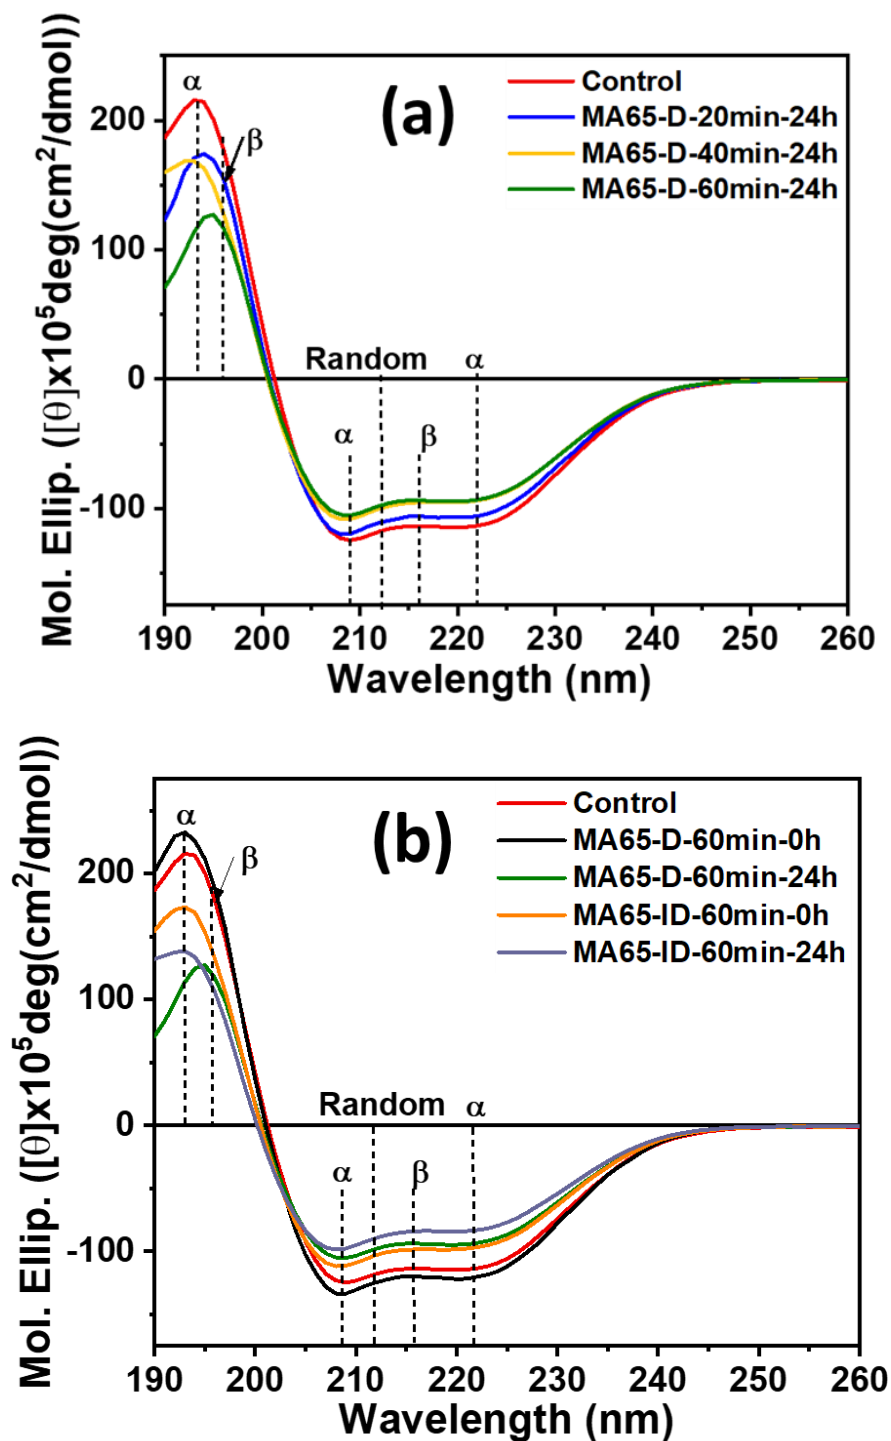 (a)
Control
MA65-D-20min-24h
MA65-D-40min-24h
MA65-D-60min-24h
α
β
Random
α
β
α
200
100
0
-100
190 200 210 220 230 240 250 260
Mol. Ellip. ([θ]x10⁵deg(cm²/dmol))
Wavelength (nm)
(b)
Control
MA65-D-60min-0h
MA65-D-60min-24h
MA65-ID-60min-0h
MA65-ID-60min-24h
α
β
Random
α
α
β
200
100
0
-100
190 200 210 220 230 240 250 260
Mol. Ellip. ([θ]x10⁵deg(cm²/dmol))
Wavelength (nm)